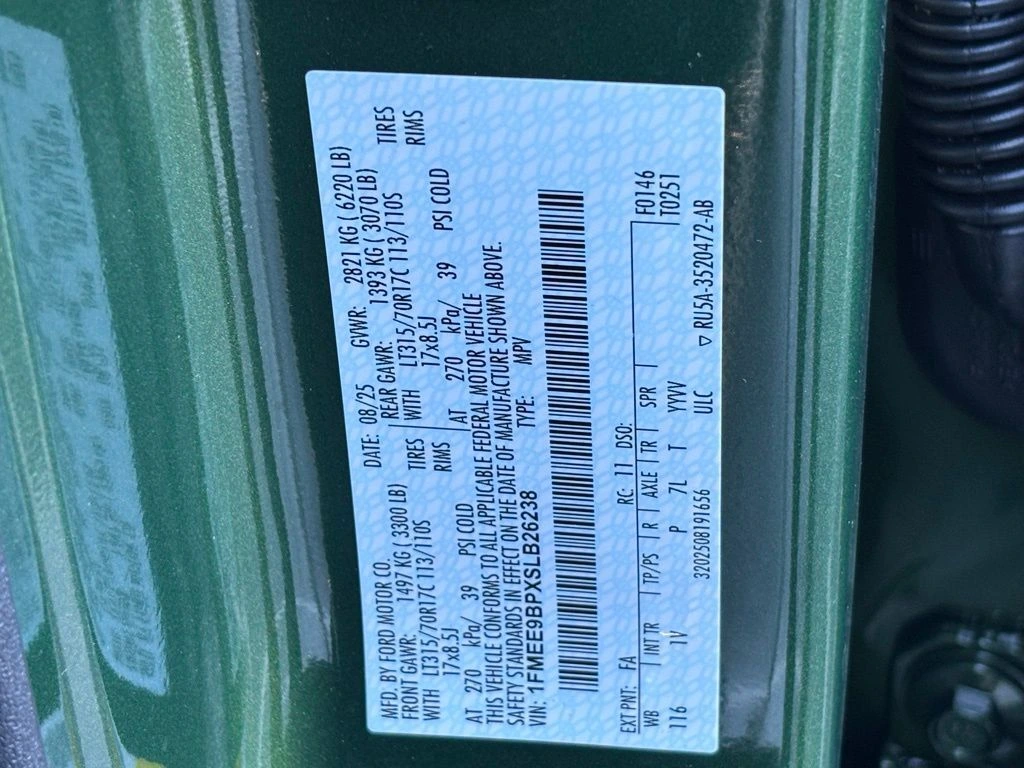 MFD. BY FORD MOTOR CO.
DATE: 08/25 GVWR: 2821 KG ( 6220 LB)
FRONT GAWR: 1497 KG ( 3300 LB)
REAR GAWR: 1393 KG ( 3070 LB)
WITH LT315/70R17C 113/110S TIRES
WITH LT315/70R17C 113/110S TIRES
17x8.5J RIMS
17x8.5J RIMS
AT 270 kPa/ 39 PSI COLD
AT 270 kPa/ 39 PSI COLD
THIS VEHICLE CONFORMS TO ALL APPLICABLE FEDERAL MOTOR VEHICLE
SAFETY STANDARDS IN EFFECT ON THE DATE OF MANUFACTURE SHOWN ABOVE.
VIN: 1FMEE9BPXSLB26238 TYPE: MPV
EXT PNT: FA RC: 11 DSO: F0146
WB | INT TR | TP/PS | R | AXLE | TR | SPR | T0251
116 1V P 7L T YYV
3202508191656 ULC ▽ RU5A-3520472-AB